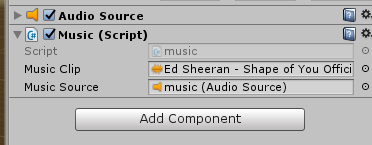 Audio Source
Music (Script)
Script music
Music Clip Ed Sheeran - Shape of You Offici
Music Source music (Audio Source)
Add Component